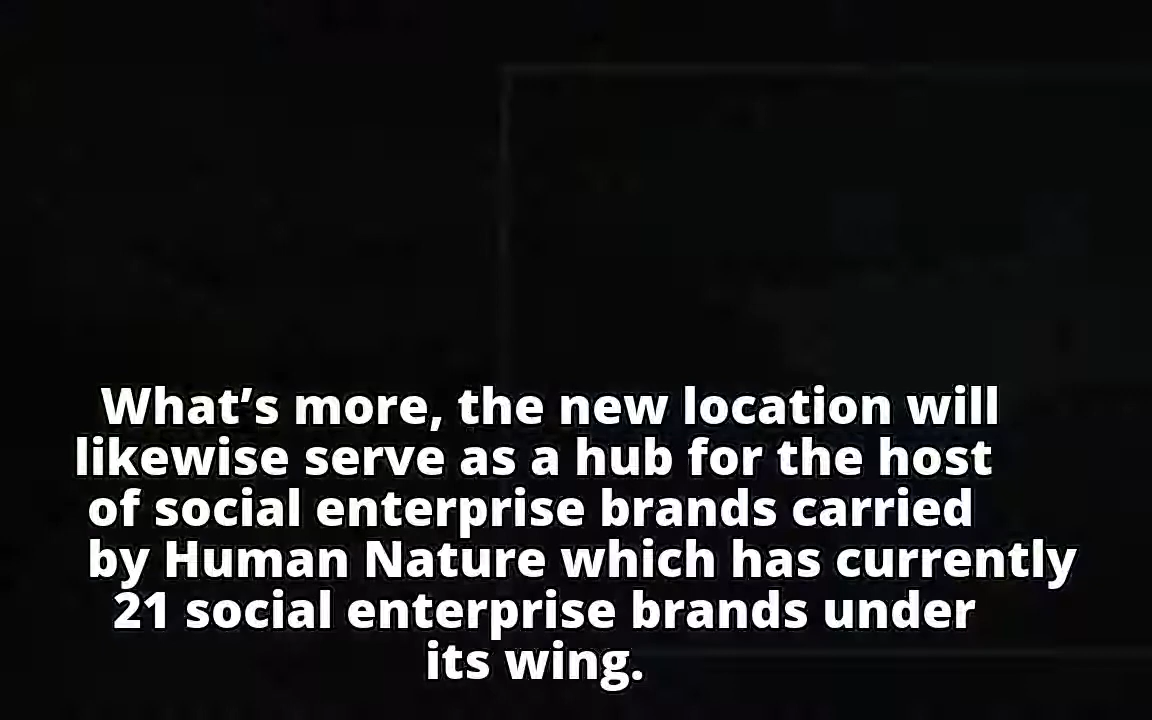 What’s more, the new location will
likewise serve as a hub for the host
of social enterprise brands carried
by Human Nature which has currently
21 social enterprise brands under
its wing.